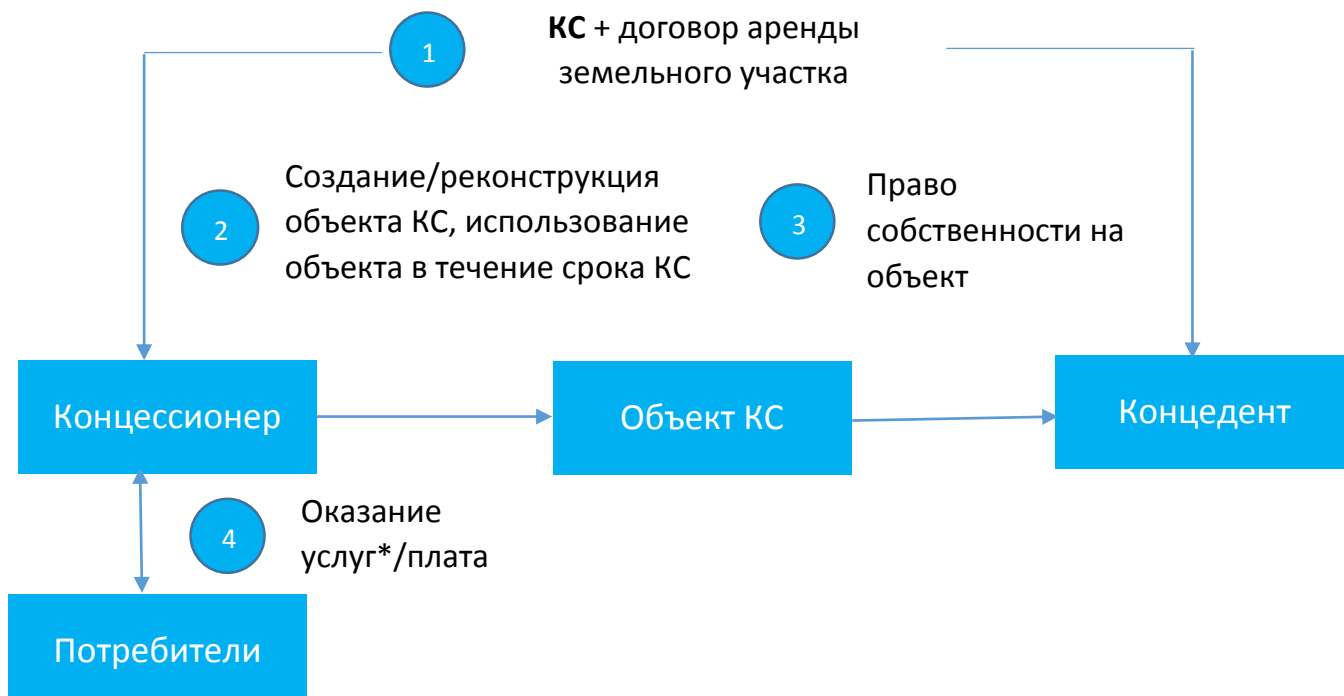 1
КС + договор аренды
земельного участка
2
Создание/реконструкция
объекта КС, использование
объекта в течение срока КС
3
Право
собственности на
объект
Концессионер
Объект КС
Концедент
4
Оказание
услуг*/плата
Потребители